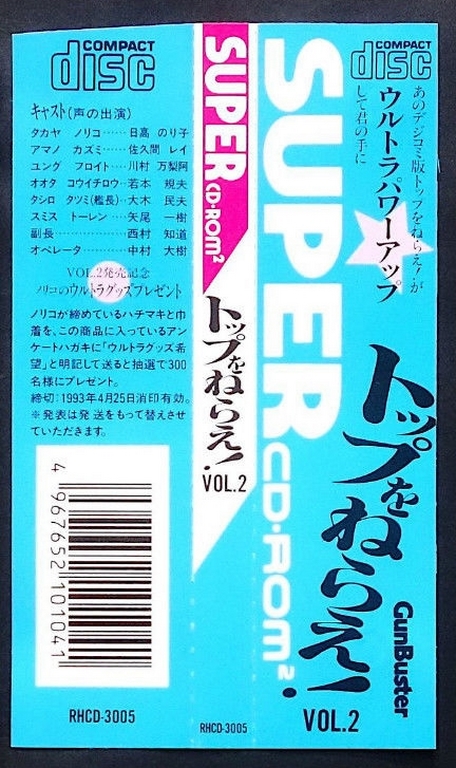 COMPACT
disc
キャスト(声の出演)
タカヤ ノリコ……日髙 のり子
アマノ カズミ……佐久間 レイ
ユング フロイト……川村 万梨阿
オオタ コウイチロウ…若本 規夫
タシロ タツミ(艦長)…大木 民夫
スミス トーレン……矢尾 一樹
副長……………西村 知道
オペレータ…………中村 大樹
VOL.2発売記念
ノリコのウルトラグッズプレゼント
ノリコが締めているハチマキと巾
着を、この商品に入っているアン
ケートハガキに「ウルトラグッズ希
望」と明記して送ると抽選で300
名様にプレゼント。
締切:1993年4月25日消印有効。
※発表は発送をもって替えさせ
ていただきます。
4 967652 101041
RHCD-3005
SUPER CD・ROM²
トップをねらえ!
VOL.2
RHCD-3005
SUPER CD・ROM²
COMPACT
disc
あのデジコミ版トップをねらえ!が
ウルトラパワーアップ
して君の手に
トップをねらえ!
GunBuster
VOL.2